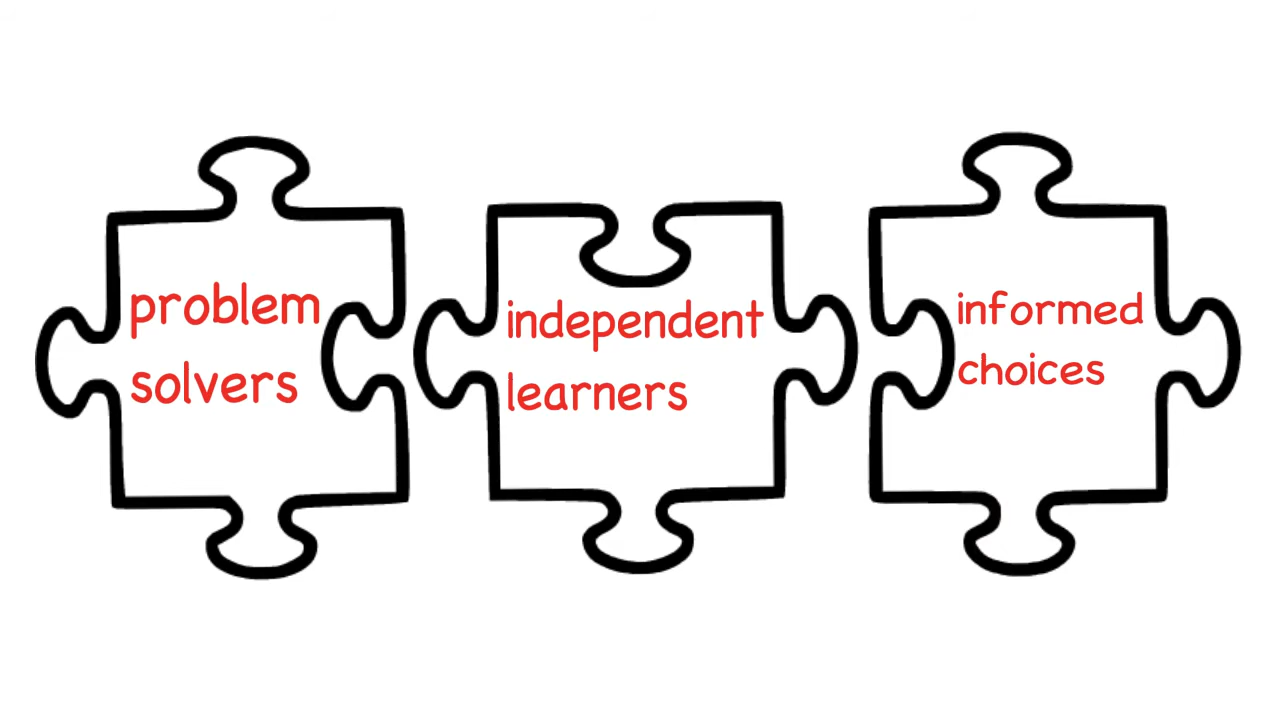 problem
solvers
independent
learners
informed
choices